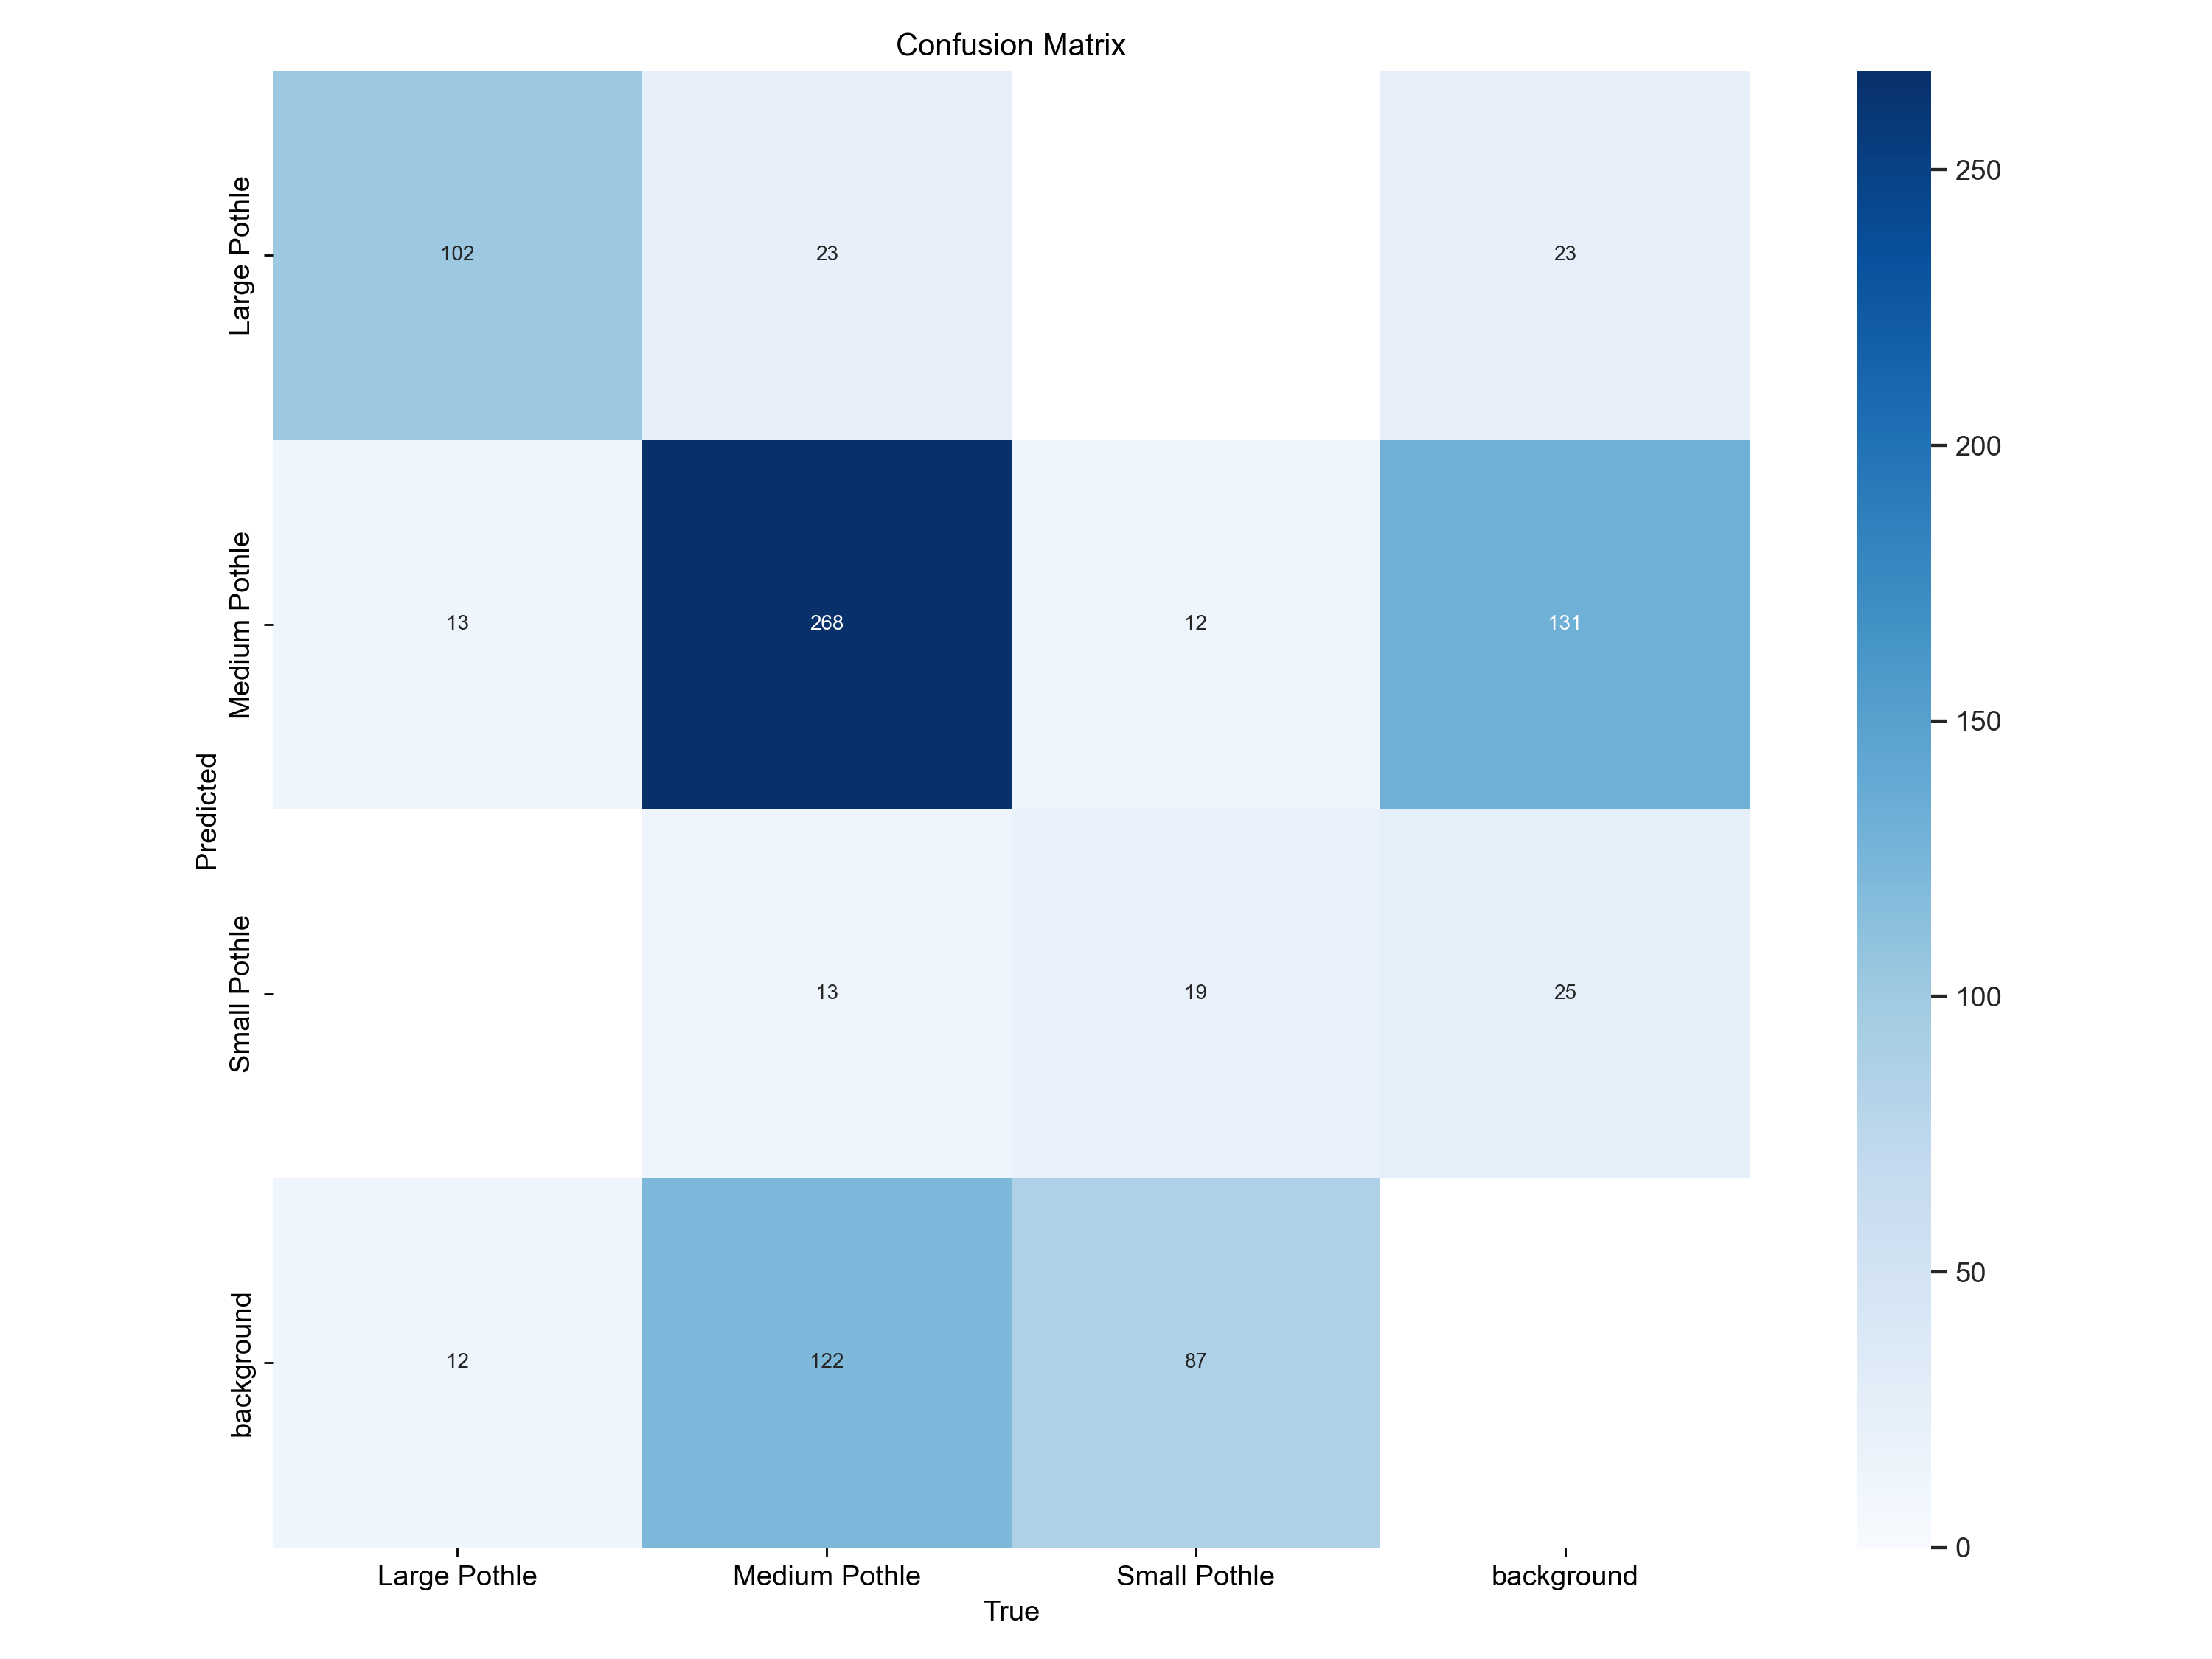 Confusion Matrix
Predicted
Large Pothle
102 23 23
Medium Pothle
13 268 12 131
Small Pothle
13 19 25
background
12 122 87
Large Pothle Medium Pothle Small Pothle background
True
250
200
150
100
50
0